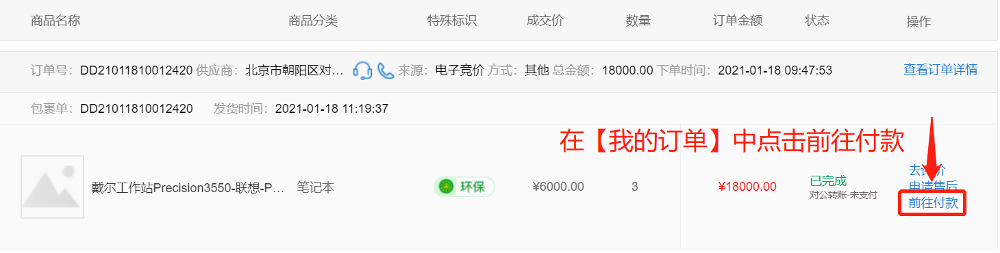 商品名称 商品分类 特殊标识 成交价 数量 订单金额 状态 操作
订单号: DD21011810012420 供应商: 北京市朝阳区对... 来源: 电子竞价 方式: 其他 总金额: 18000.00 下单时间: 2021-01-18 09:47:53 查看订单详情
包裹单: DD21011810012420 发货时间: 2021-01-18 11:19:37
在【我的订单】中点击前往付款
戴尔工作站Precision3550-联想-P... 笔记本 环保 ¥6000.00 3 ¥18000.00
已完成
对公转账-未支付
去评价
申请售后
前往付款